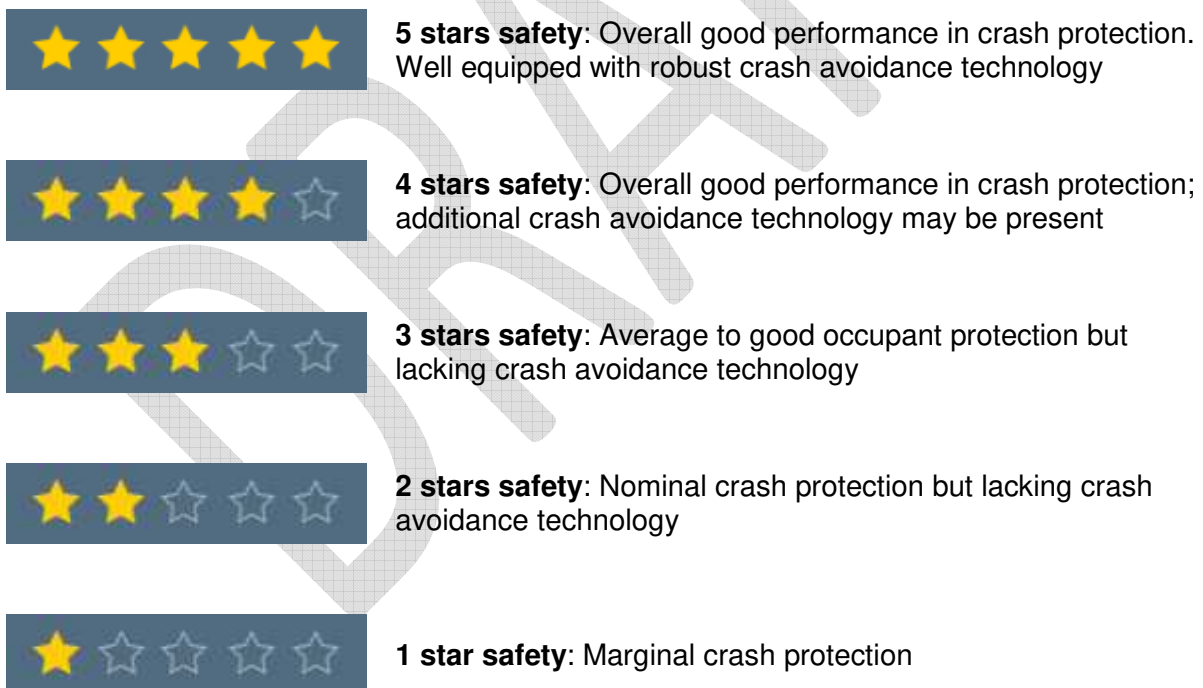 5 stars safety: Overall good performance in crash protection.
Well equipped with robust crash avoidance technology
4 stars safety: Overall good performance in crash protection;
additional crash avoidance technology may be present
3 stars safety: Average to good occupant protection but
lacking crash avoidance technology
2 stars safety: Nominal crash protection but lacking crash
avoidance technology
1 star safety: Marginal crash protection